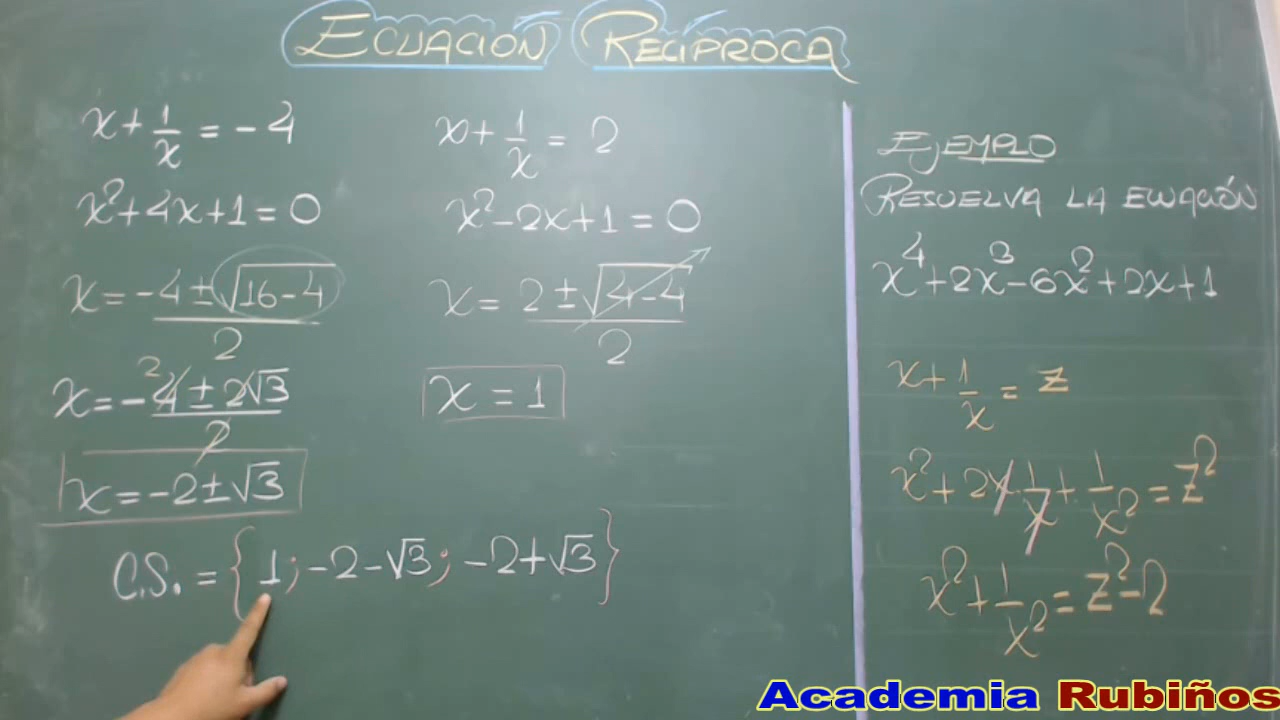 ECUACIÓN RECÍPROCA
x + 1/x = -4
x² + 4x + 1 = 0
x = (-4 ± √(16-4))/2
x = (-4 ± 2√3)/2
2
x = -2 ± √3
x + 1/x = 2
x² - 2x + 1 = 0
x = (2 ± √(4-4))/2
x = 1
C.S. = {1; -2-√3; -2+√3}
EJEMPLO
RESUELVA LA ECUACIÓN
x⁴ + 2x³ - 6x² + 2x + 1
x + 1/x = z
x² + 2x · 1/x + 1/x² = z²
x² + 1/x² = z² - 2
Academia Rubiños